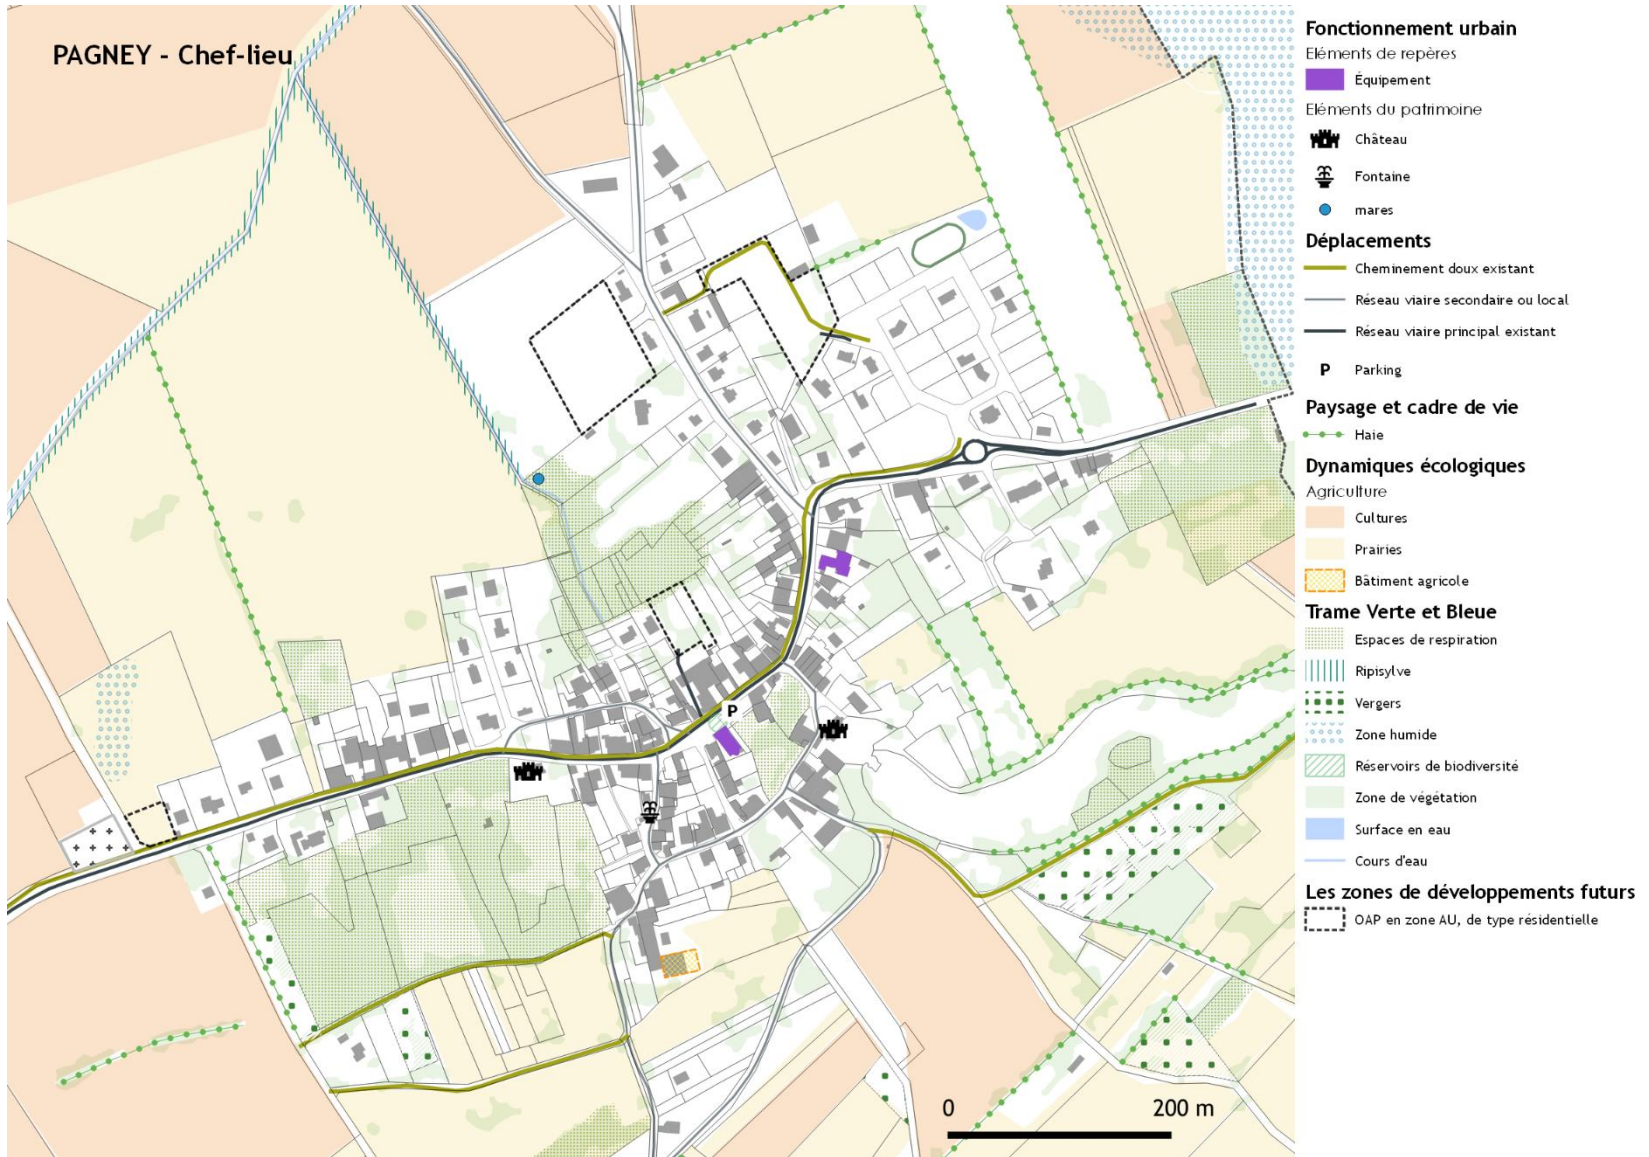 PAGNEY - Chef-lieu
P
0
200 m
Fonctionnement urbain
Eléments de repères
Équipement
Eléments du patrimoine
Château
Fontaine
mares
Déplacements
Cheminement doux existant
Réseau viaire secondaire ou local
Réseau viaire principal existant
P Parking
Paysage et cadre de vie
Haie
Dynamiques écologiques
Agriculture
Cultures
Prairies
Bâtiment agricole
Trame Verte et Bleue
Espaces de respiration
Ripisylve
Vergers
Zone humide
Réservoirs de biodiversité
Zone de végétation
Surface en eau
Cours d'eau
Les zones de développements futurs
OAP en zone AU, de type résidentielle